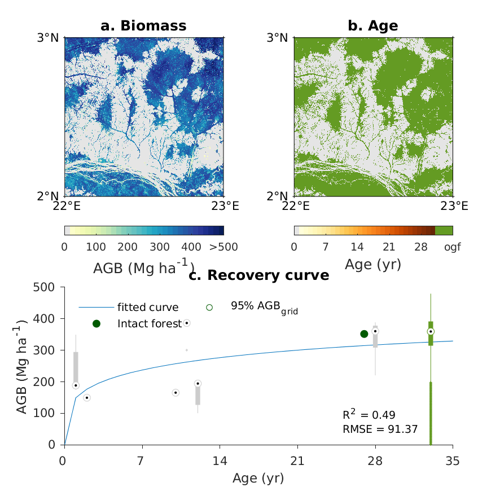 a. Biomass
b. Age
3°N
2°N
22°E
23°E
3°N
2°N
22°E
23°E
0 100 200 300 400 >500
AGB (Mg ha⁻¹)
0 7 14 21 28 ogf
Age (yr)
c. Recovery curve
AGB (Mg ha⁻¹)
500
400
300
200
100
0
fitted curve
95% AGB_grid
Intact forest
R² = 0.49
RMSE = 91.37
0 7 14 21 28 35
Age (yr)